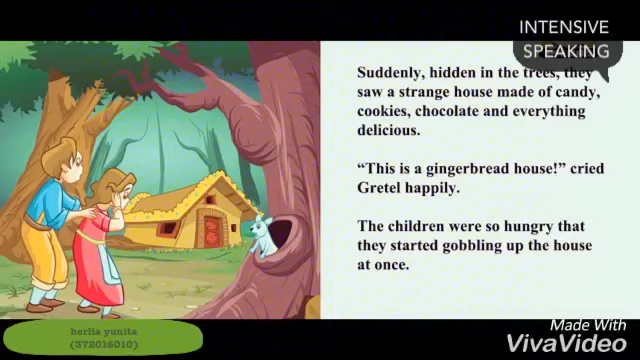 INTENSIVE
SPEAKING
Suddenly, hidden in the trees, they
saw a strange house made of candy,
cookies, chocolate and everything
delicious.
“This is a gingerbread house!” cried
Gretel happily.
The children were so hungry that
they started gobbling up the house
at once.
herlia yunita
(372016010)
Made With
VivaVideo